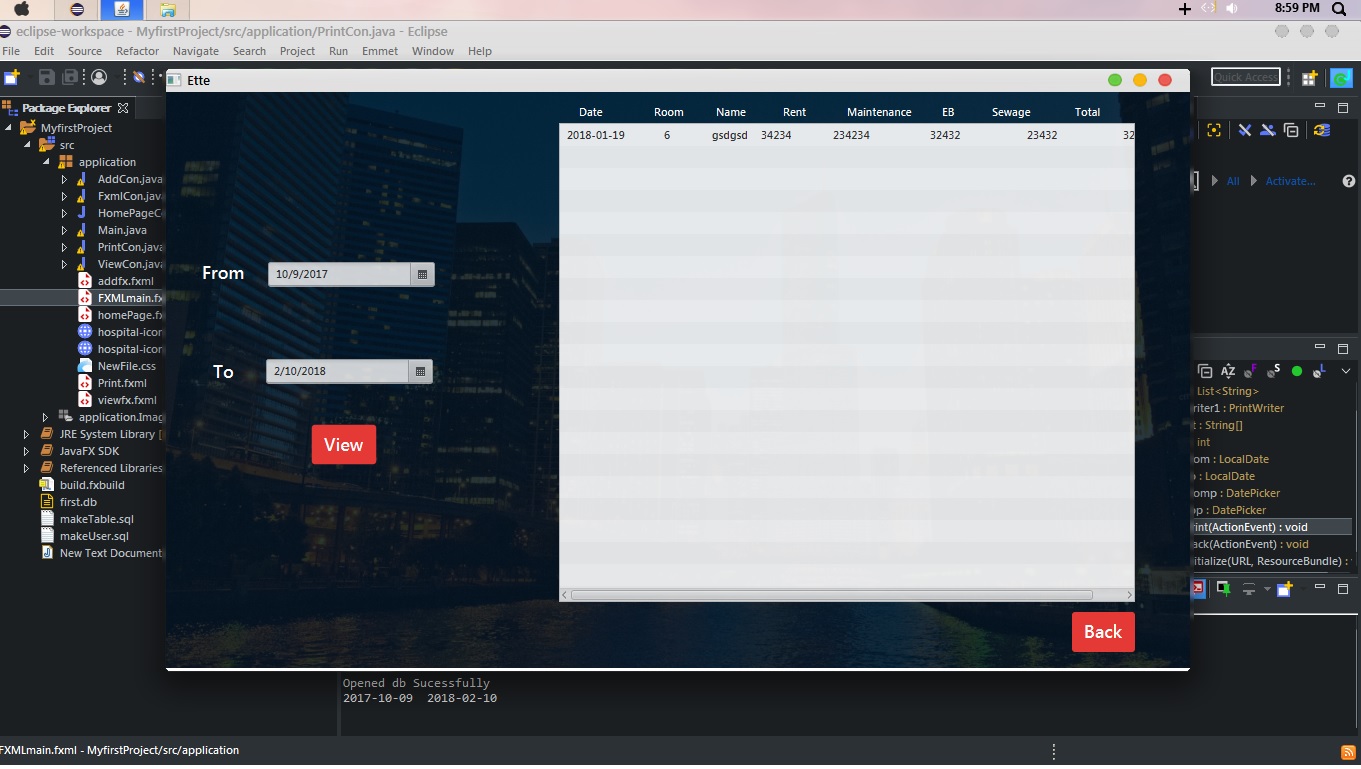 8:59 PM
eclipse-workspace - MyfirstProject/src/application/PrintCon.java - Eclipse
File Edit Source Refactor Navigate Search Project Run Emmet Window Help
Quick Access
Package Explorer
MyfirstProject
src
application
AddCon.java
FxmlCon.java
HomePageC
Main.java
PrintCon.java
ViewCon.java
addfx.fxml
FXMLmain.fx
homePage.fx
hospital-icon
hospital-icon
NewFile.css
Print.fxml
viewfx.fxml
application.Imag
JRE System Library [
JavaFX SDK
Referenced Libraries
build.fxbuild
first.db
makeTable.sql
makeUser.sql
New Text Document
Ette
Date Room Name Rent Maintenance EB Sewage Total
2018-01-19 6 gsdgsd 34234 234234 32432 23432 32
From 10/9/2017
To 2/10/2018
View
Back
All Activate...
List<String>
riter1 : PrintWriter
t : String[]
: int
om : LocalDate
: LocalDate
omp : DatePicker
op : DatePicker
rint(ActionEvent) : void
ack(ActionEvent) : void
nitialize(URL, ResourceBundle) :
Opened db Sucessfully
2017-10-09 2018-02-10
FXMLmain.fxml - MyfirstProject/src/application